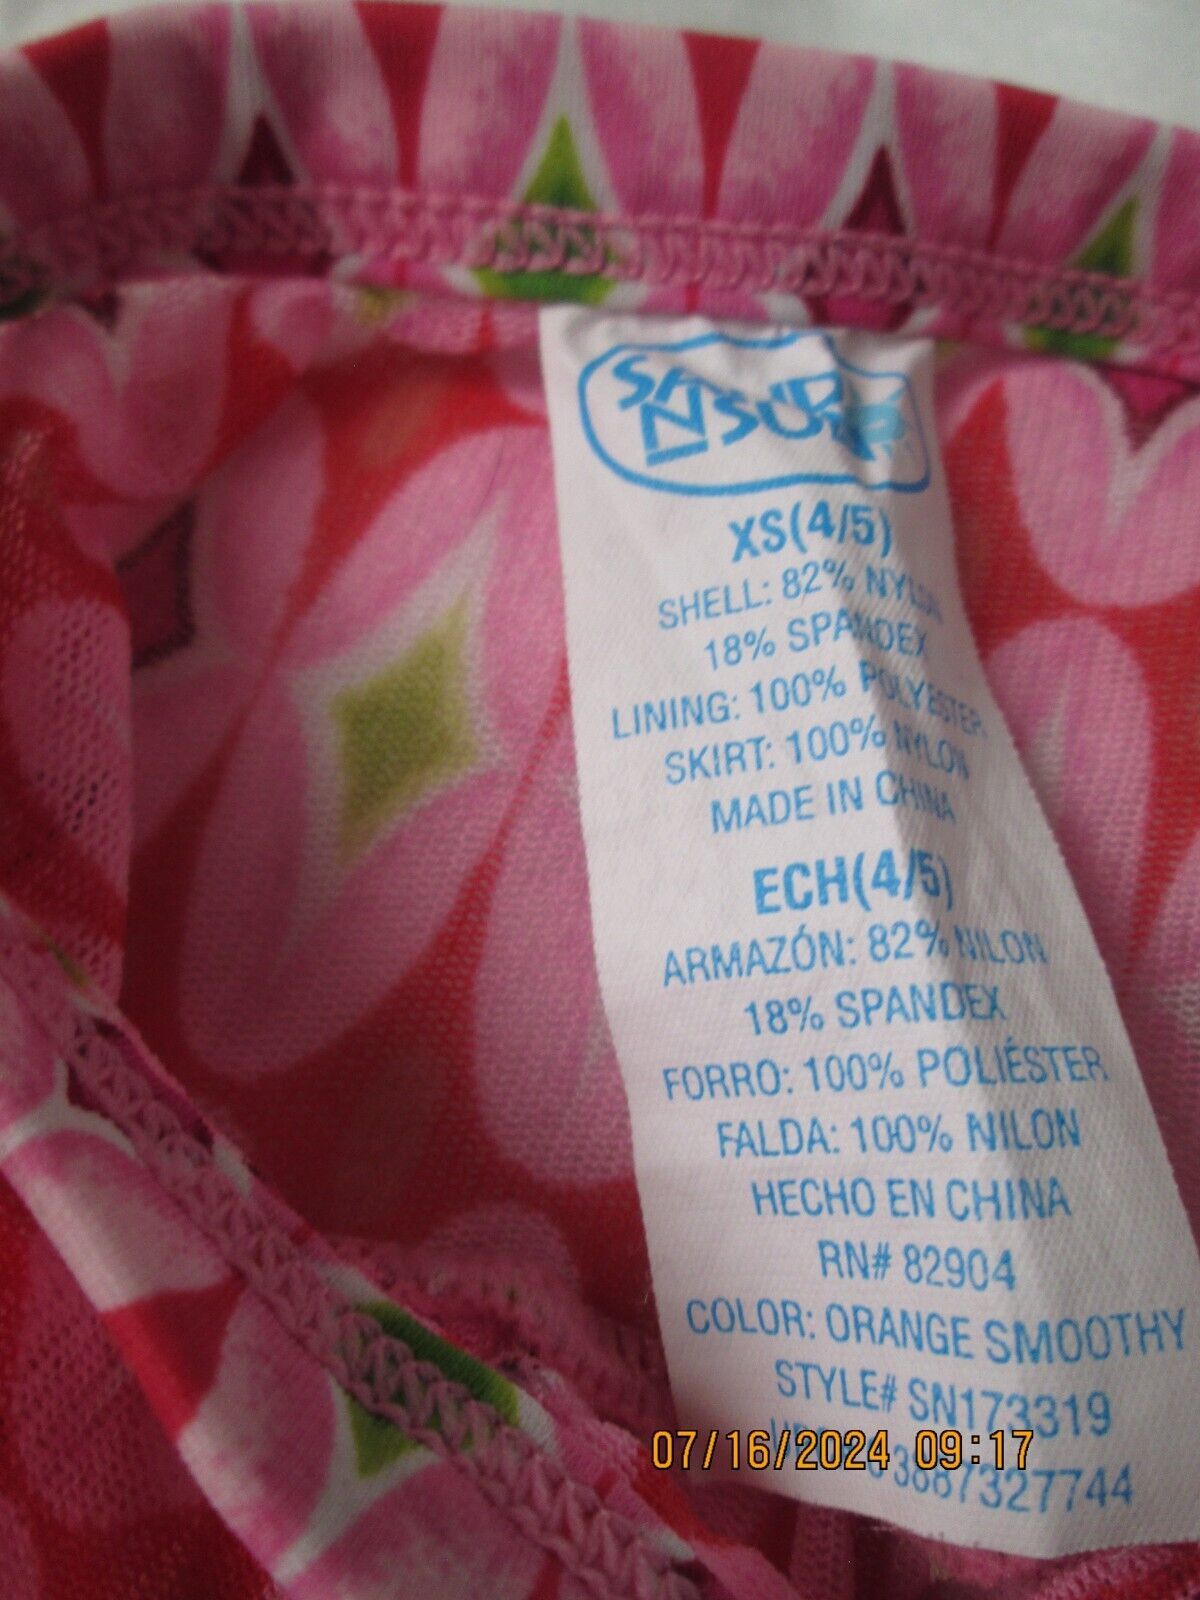 SAND
N SUN
XS(4/5)
SHELL: 82% NYLON
18% SPANDEX
LINING: 100% POLYESTER
SKIRT: 100% NYLON
MADE IN CHINA
ECH(4/5)
ARMAZÓN: 82% NILON
18% SPANDEX
FORRO: 100% POLIÉSTER
FALDA: 100% NILON
HECHO EN CHINA
RN# 82904
COLOR: ORANGE SMOOTHY
STYLE# SN173319
07/16/2024 09:17